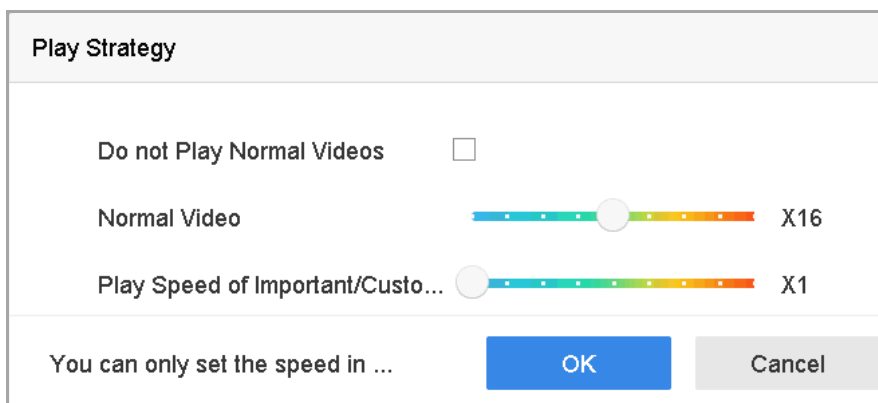 Play Strategy
Do not Play Normal Videos
Normal Video X16
Play Speed of Important/Custo... X1
You can only set the speed in ... OK Cancel